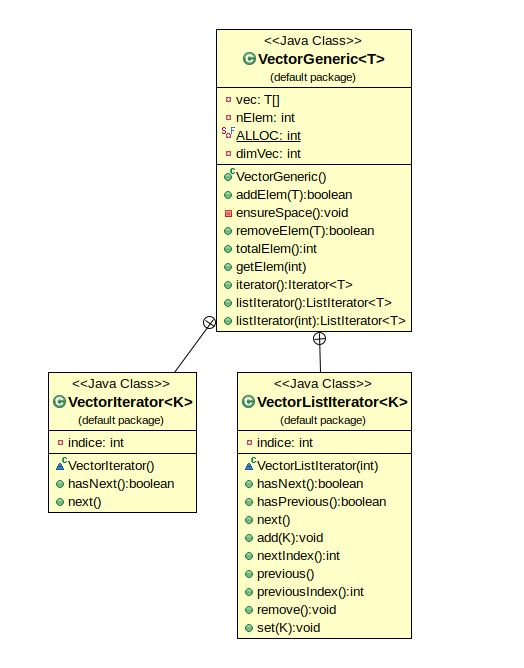 <<Java Class>>
VectorGeneric<T>
(default package)
vec: T[]
nElem: int
ALLOC: int
dimVec: int
VectorGeneric()
addElem(T):boolean
ensureSpace():void
removeElem(T):boolean
totalElem():int
getElem(int)
iterator():Iterator<T>
listIterator():ListIterator<T>
listIterator(int):ListIterator<T>
<<Java Class>>
VectorIterator<K>
(default package)
indice: int
VectorIterator()
hasNext():boolean
next()
<<Java Class>>
VectorListIterator<K>
(default package)
indice: int
VectorListIterator(int)
hasNext():boolean
hasPrevious():boolean
next()
add(K):void
nextIndex():int
previous()
previousIndex():int
remove():void
set(K):void